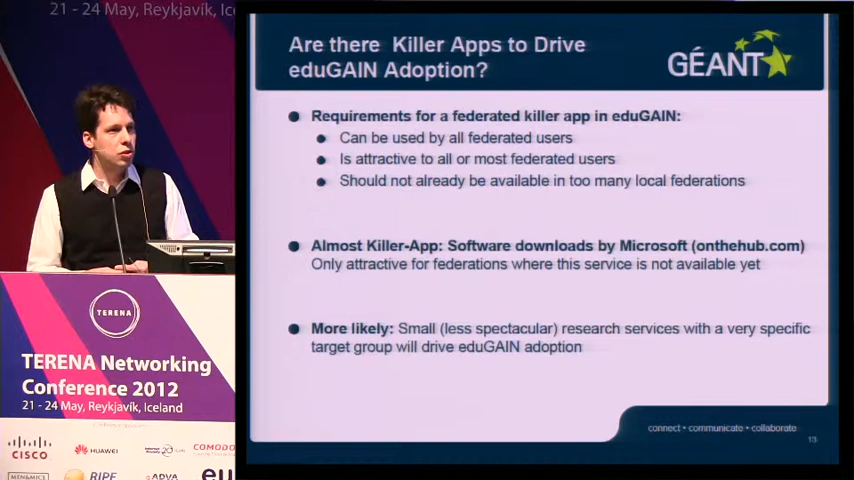 21 - 24 May, Reykjavík, Ic
Are there Killer Apps to Drive
eduGAIN Adoption?
GÉANT
Requirements for a federated killer app in eduGAIN:
Can be used by all federated users
Is attractive to all or most federated users
Should not already be available in too many local federations
Almost Killer-App: Software downloads by Microsoft (onthehub.com)
Only attractive for federations where this service is not available yet
More likely: Small (less spectacular) research services with a very specific
target group will drive eduGAIN adoption
connect • communicate • collaborate
13
TERENA
TERENA Networking
Conference 2012
21 - 24 May, Reykjavík, Iceland
CISCO
HUAWEI
COMODO
MEN&MICE
RIPE
ADVA
eu